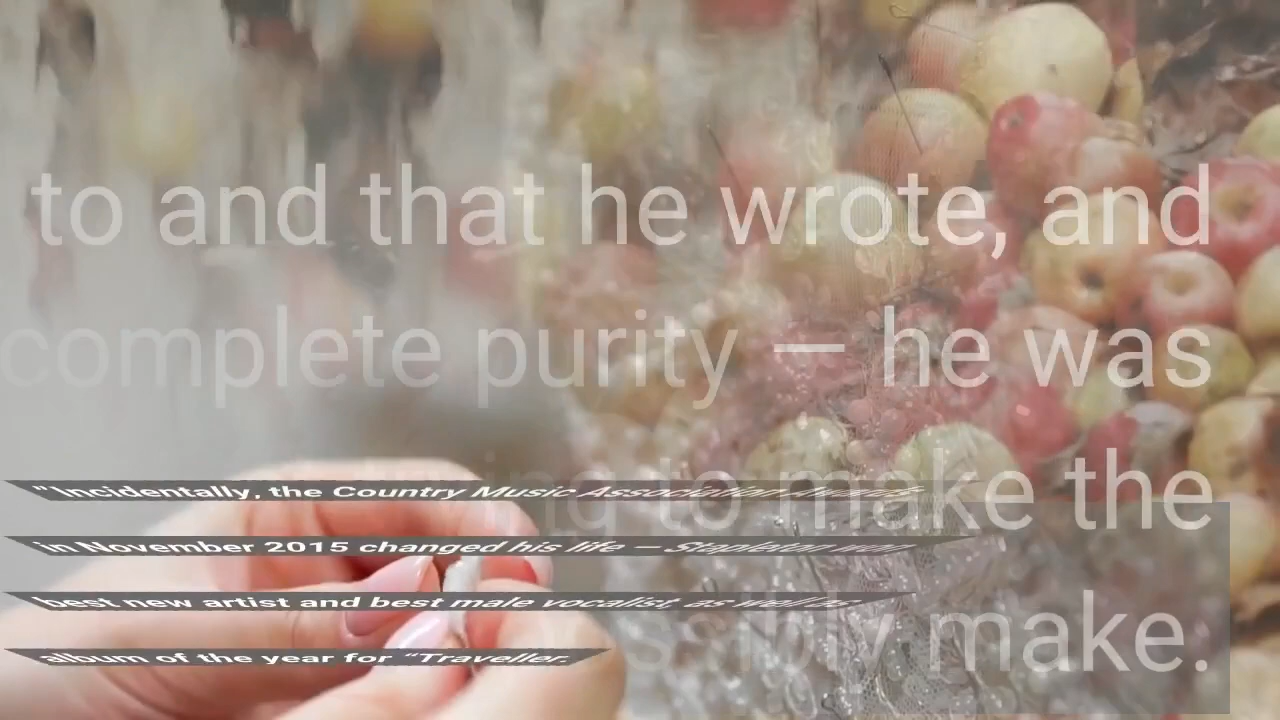 to and that he wrote, and
complete purity — he was
to make the
make.
"Incidentally, the Country Music Association Awards
in November 2015 changed his life — Stapleton won
best new artist and best male vocalist, as well as
album of the year for “Traveller.